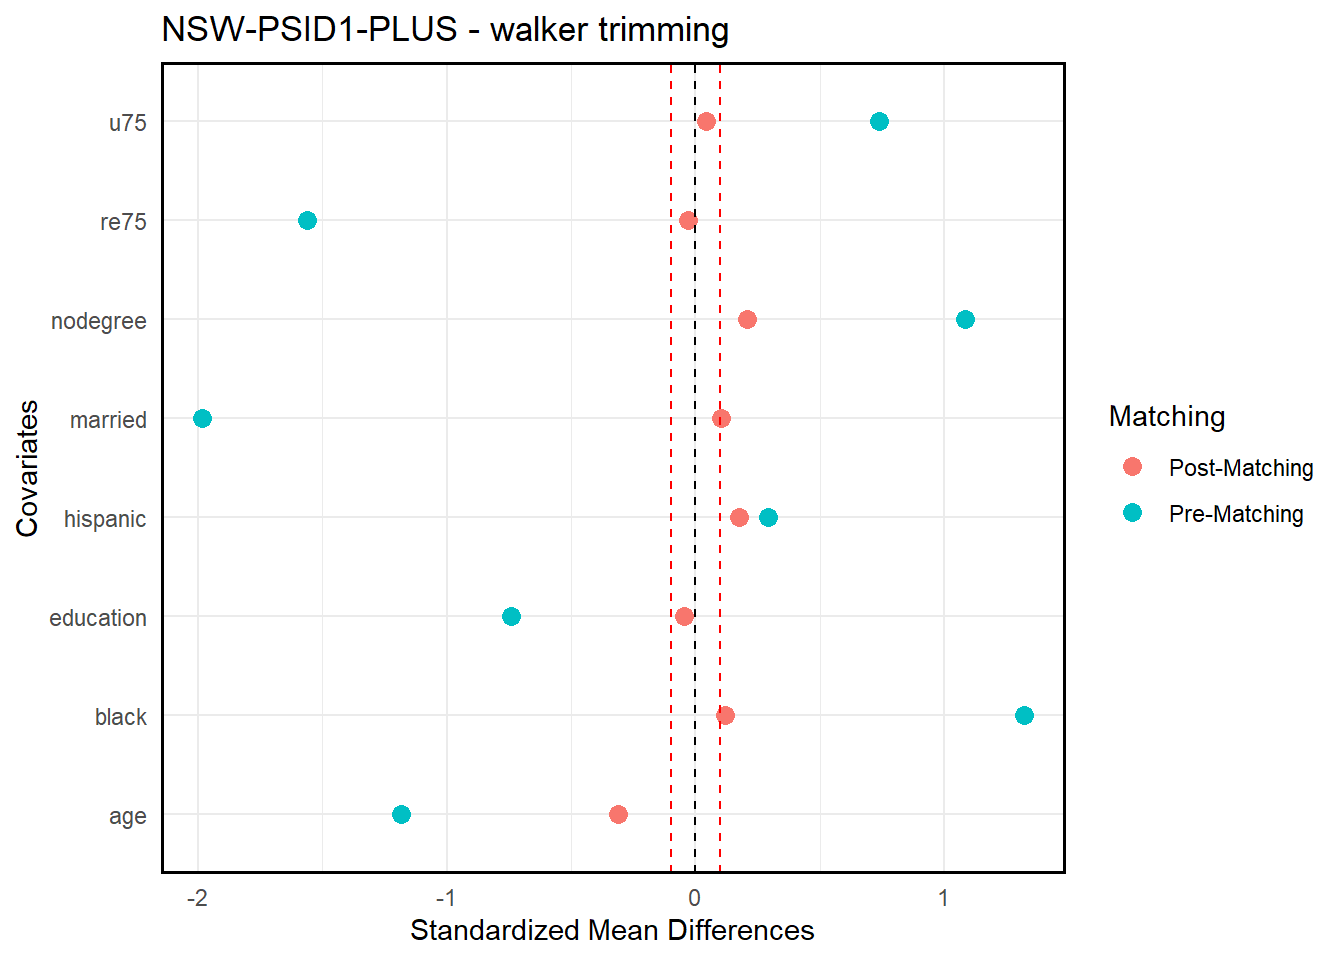 NSW-PSID1-PLUS - walker trimming
u75
re75
nodegree
married
hispanic
education
black
age
Covariates
-2
-1
0
1
Standardized Mean Differences
Matching
Post-Matching
Pre-Matching